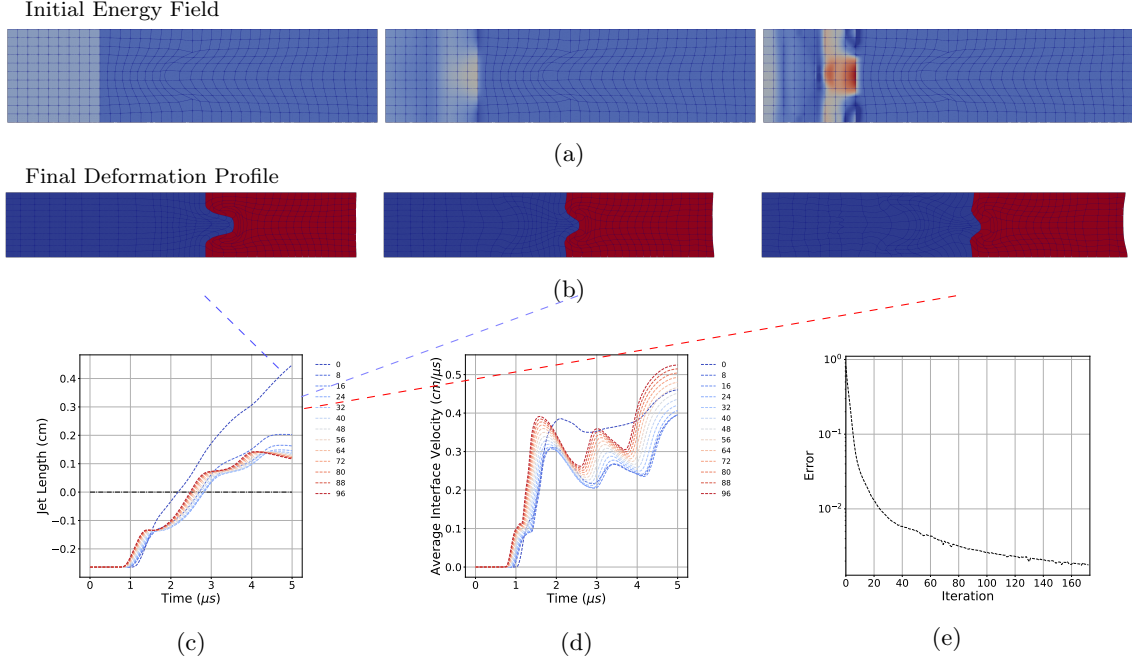 Initial Energy Field
(a)
Final Deformation Profile
(b)
0.4
0.3
0.2
0.1
0.0
−0.1
−0.2
Jet Length (cm)
0 1 2 3 4 5
Time (μs)
0
8
16
24
32
40
48
56
64
72
80
88
96
(c)
0.5
0.4
0.3
0.2
0.1
0.0
Average Interface Velocity (cm/μs)
0 1 2 3 4 5
Time (μs)
0
8
16
24
32
40
48
56
64
72
80
88
96
(d)
10⁰
10⁻¹
10⁻²
Error
0 20 40 60 80 100 120 140 160
Iteration
(e)